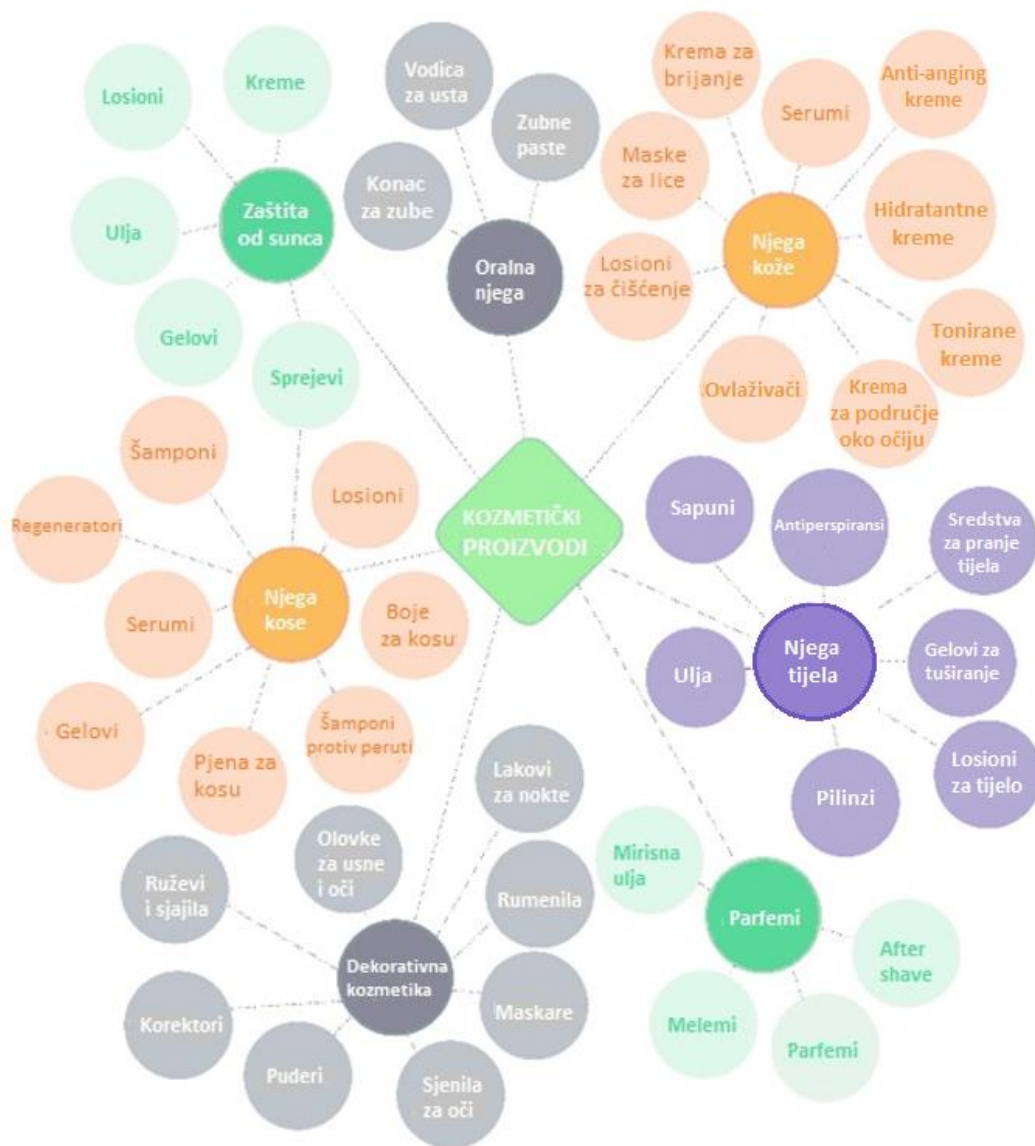 KOZMETIČKI
PROIZVODI
Zaštita
od sunca
Losioni
Kreme
Ulja
Gelovi
Sprejevi
Oralna
njega
Vodica
za usta
Zubne
paste
Konac
za zube
Njega
kože
Krema za
brijanje
Serumi
Anti-anging
kreme
Maske
za lice
Hidratantne
kreme
Losioni
za čišćenje
Tonirane
kreme
Ovlaživači
Krema
za područje
oko očiju
Njega
kose
Šamponi
Losioni
Regeneratori
Serumi
Boje
za kosu
Gelovi
Pjena za
kosu
Šamponi
protiv peruti
Njega
tijela
Sapuni
Antiperspiransi
Sredstva
za pranje
tijela
Ulja
Gelovi za
tuširanje
Pilinzi
Losioni
za tijelo
Dekorativna
kozmetika
Lakovi
za nokte
Olovke
za usne
i oči
Ruževi
i sjajila
Rumenila
Korektori
Maskare
Puderi
Sjenila
za oči
Parfemi
Mirisna
ulja
After
shave
Melemi
Parfemi